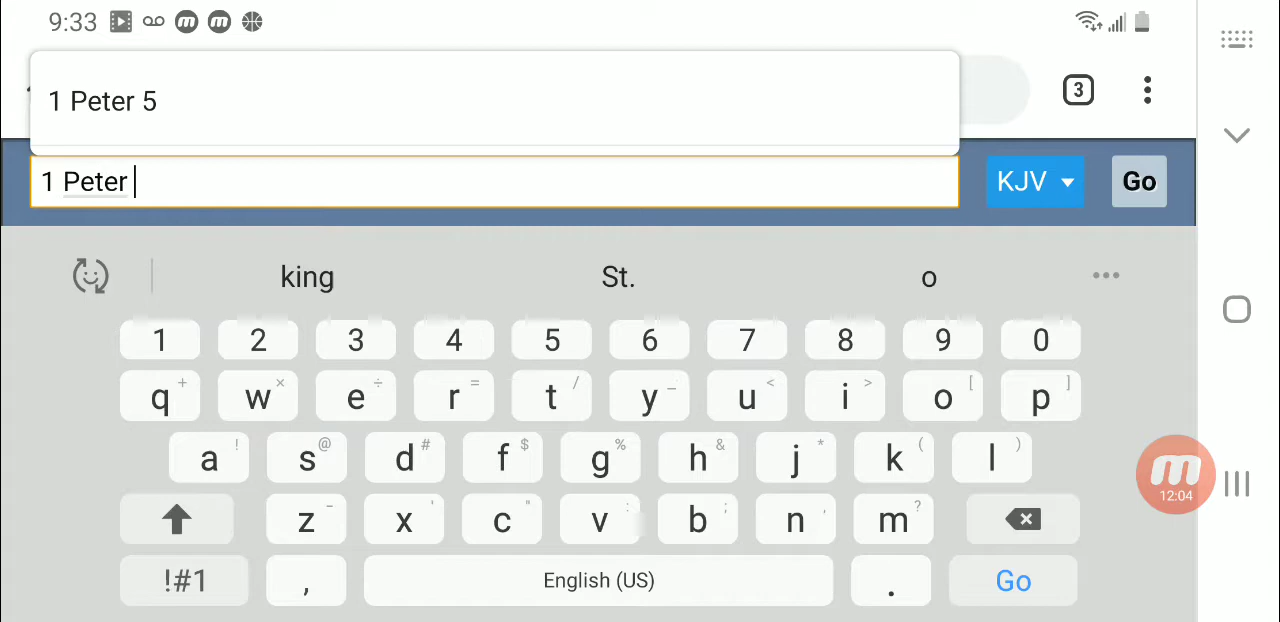 9:33
3
1 Peter 5
1 Peter
KJV Go
king St. o
1 2 3 4 5 6 7 8 9 0
q + w × e ÷ r = t / y _ u < i > o [ p ]
a ! s @ d # f $ g % h & j * k ( l )
z - x ' c " v : b ; n , m ?
!#1 , English (US) . Go
m
12:04